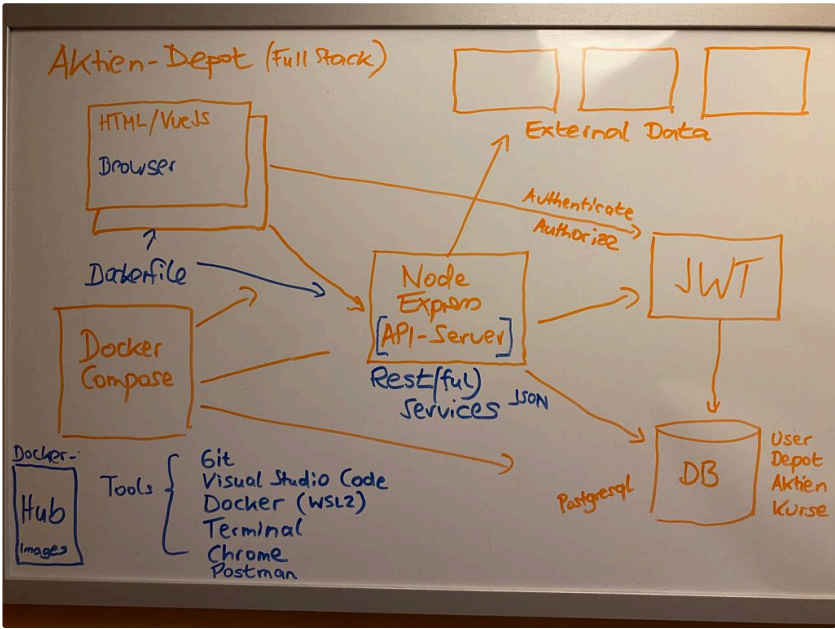 Aktien-Depot (Full Stack)
HTML/VueJS
Browser
External Data
Authenticate
Authorize
Dockerfile
Node
Express
[API-Server]
JWT
Docker
Compose
Rest(ful)
Services JSON
Docker-
Hub
Images
Tools
Git
Visual Studio Code
Docker (WSL2)
Terminal
Chrome
Postman
Postgresql
DB
User
Depot
Aktien
Kurse